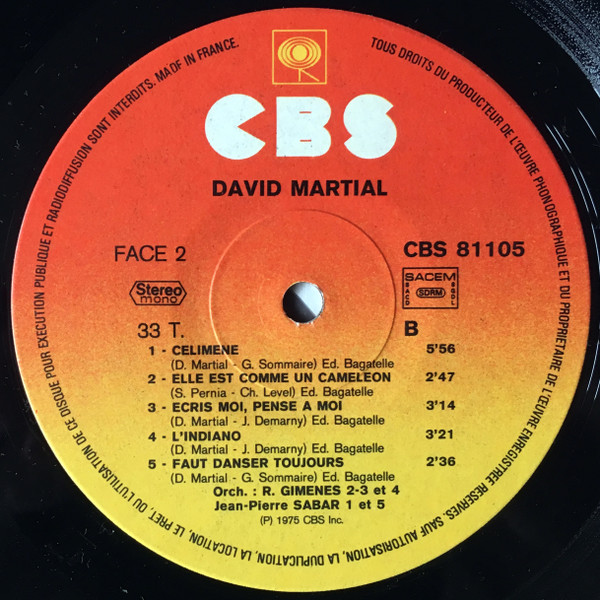 TOUS DROITS DU PRODUCTEUR DE L'ŒUVRE PHONOGRAPHIQUE ET DU PROPRIETAIRE DE L'ŒUVRE ENREGISTREE RESERVES. SAUF AUTORISATION, LA DUPLICATION, LA LOCATION, LE PRET, OU L'UTILISATION DE CE DISQUE POUR EXECUTION PUBLIQUE ET RADIODIFFUSION SONT INTERDITS. MADE IN FRANCE.
CBS
DAVID MARTIAL
FACE 2
CBS 81105
Stereo
mono
SACEM
SACD
SDRM
SGDL
33 T.
B
1 - CELIMENE 5'56
(D. Martial - G. Sommaire) Ed. Bagatelle
2 - ELLE EST COMME UN CAMELEON 2'47
(S. Pernia - Ch. Level) Ed. Bagatelle
3 - ECRIS MOI, PENSE A MOI 3'14
(D. Martial - J. Demarny) Ed. Bagatelle
4 - L'INDIANO 3'21
(D. Martial - J. Demarny) Ed. Bagatelle
5 - FAUT DANSER TOUJOURS 2'36
(D. Martial - G. Sommaire) Ed. Bagatelle
Orch. : R. GIMENES 2-3 et 4
Jean-Pierre SABAR 1 et 5
(P) 1975 CBS Inc.